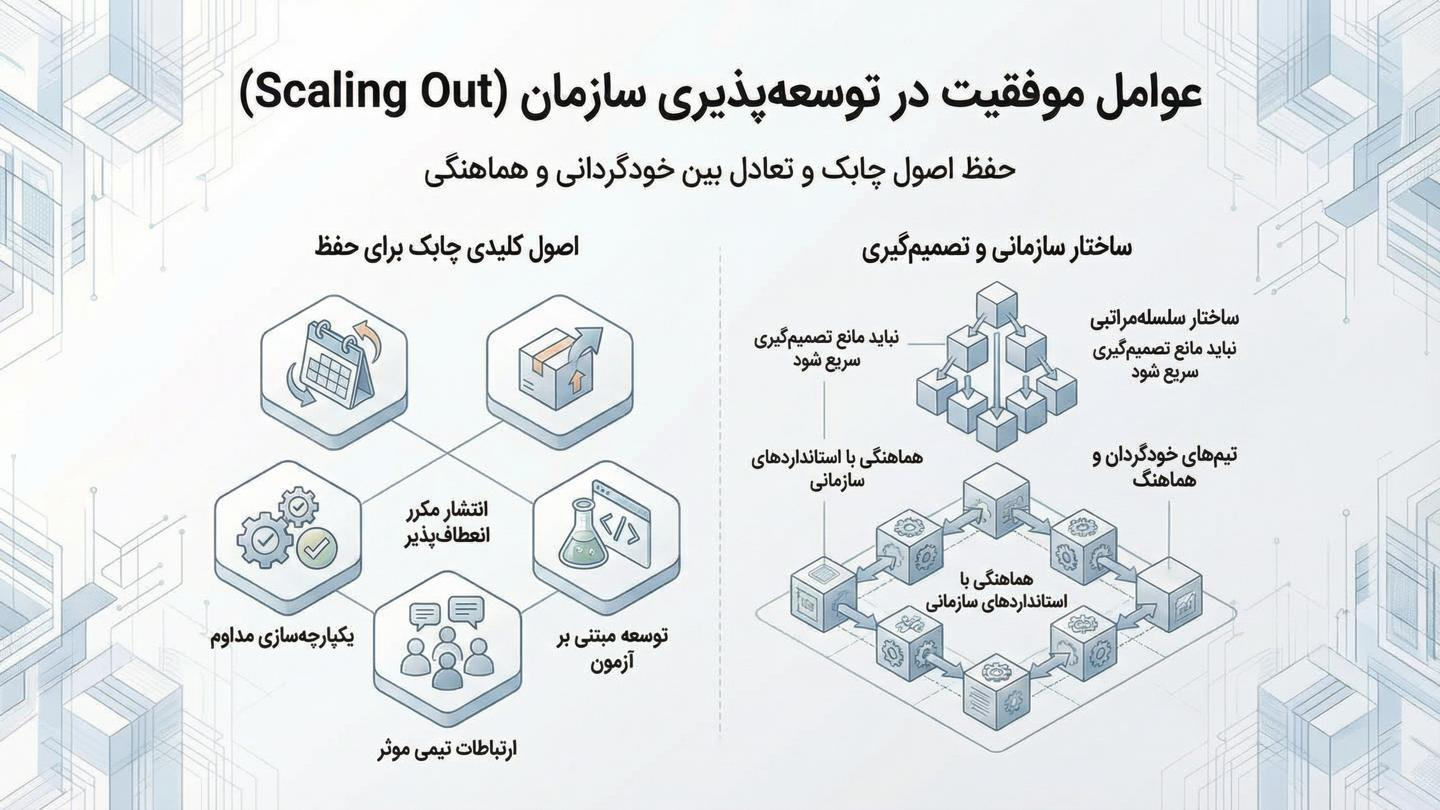 عوامل موفقیت در توسعه‌پذیری سازمان (Scaling Out)
حفظ اصول چابک و تعادل بین خودگردانی و هماهنگی
ساختار سازمانی و تصمیم‌گیری
ساختار سلسله‌مراتبی
نباید مانع تصمیم‌گیری
سریع شود
نباید مانع تصمیم‌گیری
سریع شود
تیم‌های خودگردان و
هماهنگ
هماهنگی با استانداردهای
سازمانی
هماهنگی با
استانداردهای سازمانی
اصول کلیدی چابک برای حفظ
انتشار مکرر
انعطاف‌پذیر
توسعه مبتنی بر
آزمون
یکپارچه‌سازی مداوم
ارتباطات تیمی موثر